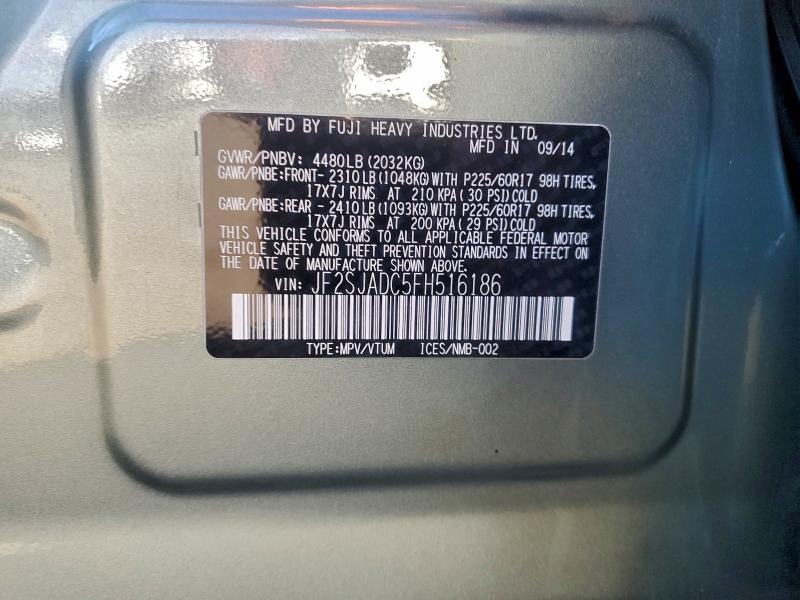 MFD BY FUJI HEAVY INDUSTRIES LTD.
MFD IN 09/14
GVWR/PNBV: 4480LB (2032KG)
GAWR/PNBE:FRONT- 2310LB(1048KG)WITH P225/60R17 98H TIRES,
17X7J RIMS AT 210 KPA( 30 PSI)COLD
GAWR/PNBE:REAR - 2410LB(1093KG)WITH P225/60R17 98H TIRES,
17X7J RIMS AT 200 KPA( 29 PSI)COLD
THIS VEHICLE CONFORMS TO ALL APPLICABLE FEDERAL MOTOR
VEHICLE SAFETY AND THEFT PREVENTION STANDARDS IN EFFECT ON
THE DATE OF MANUFACTURE SHOWN ABOVE.
VIN: JF2SJADC5FH516186
TYPE:MPV/VTUM ICES/NMB-002